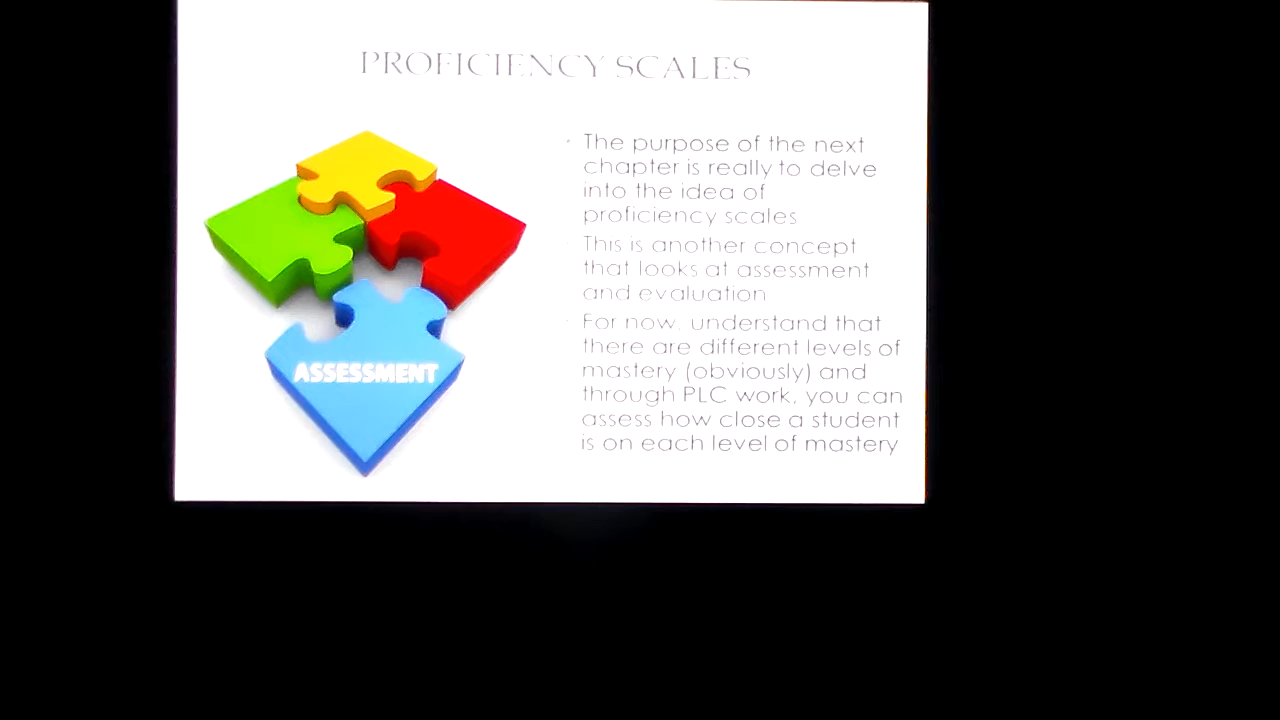 PROFICIENCY SCALES
• The purpose of the next
chapter is really to delve
into the idea of
proficiency scales
• This is another concept
that looks at assessment
and evaluation
• For now, understand that
there are different levels of
mastery (obviously) and
through PLC work, you can
assess how close a student
is on each level of mastery
ASSESSMENT